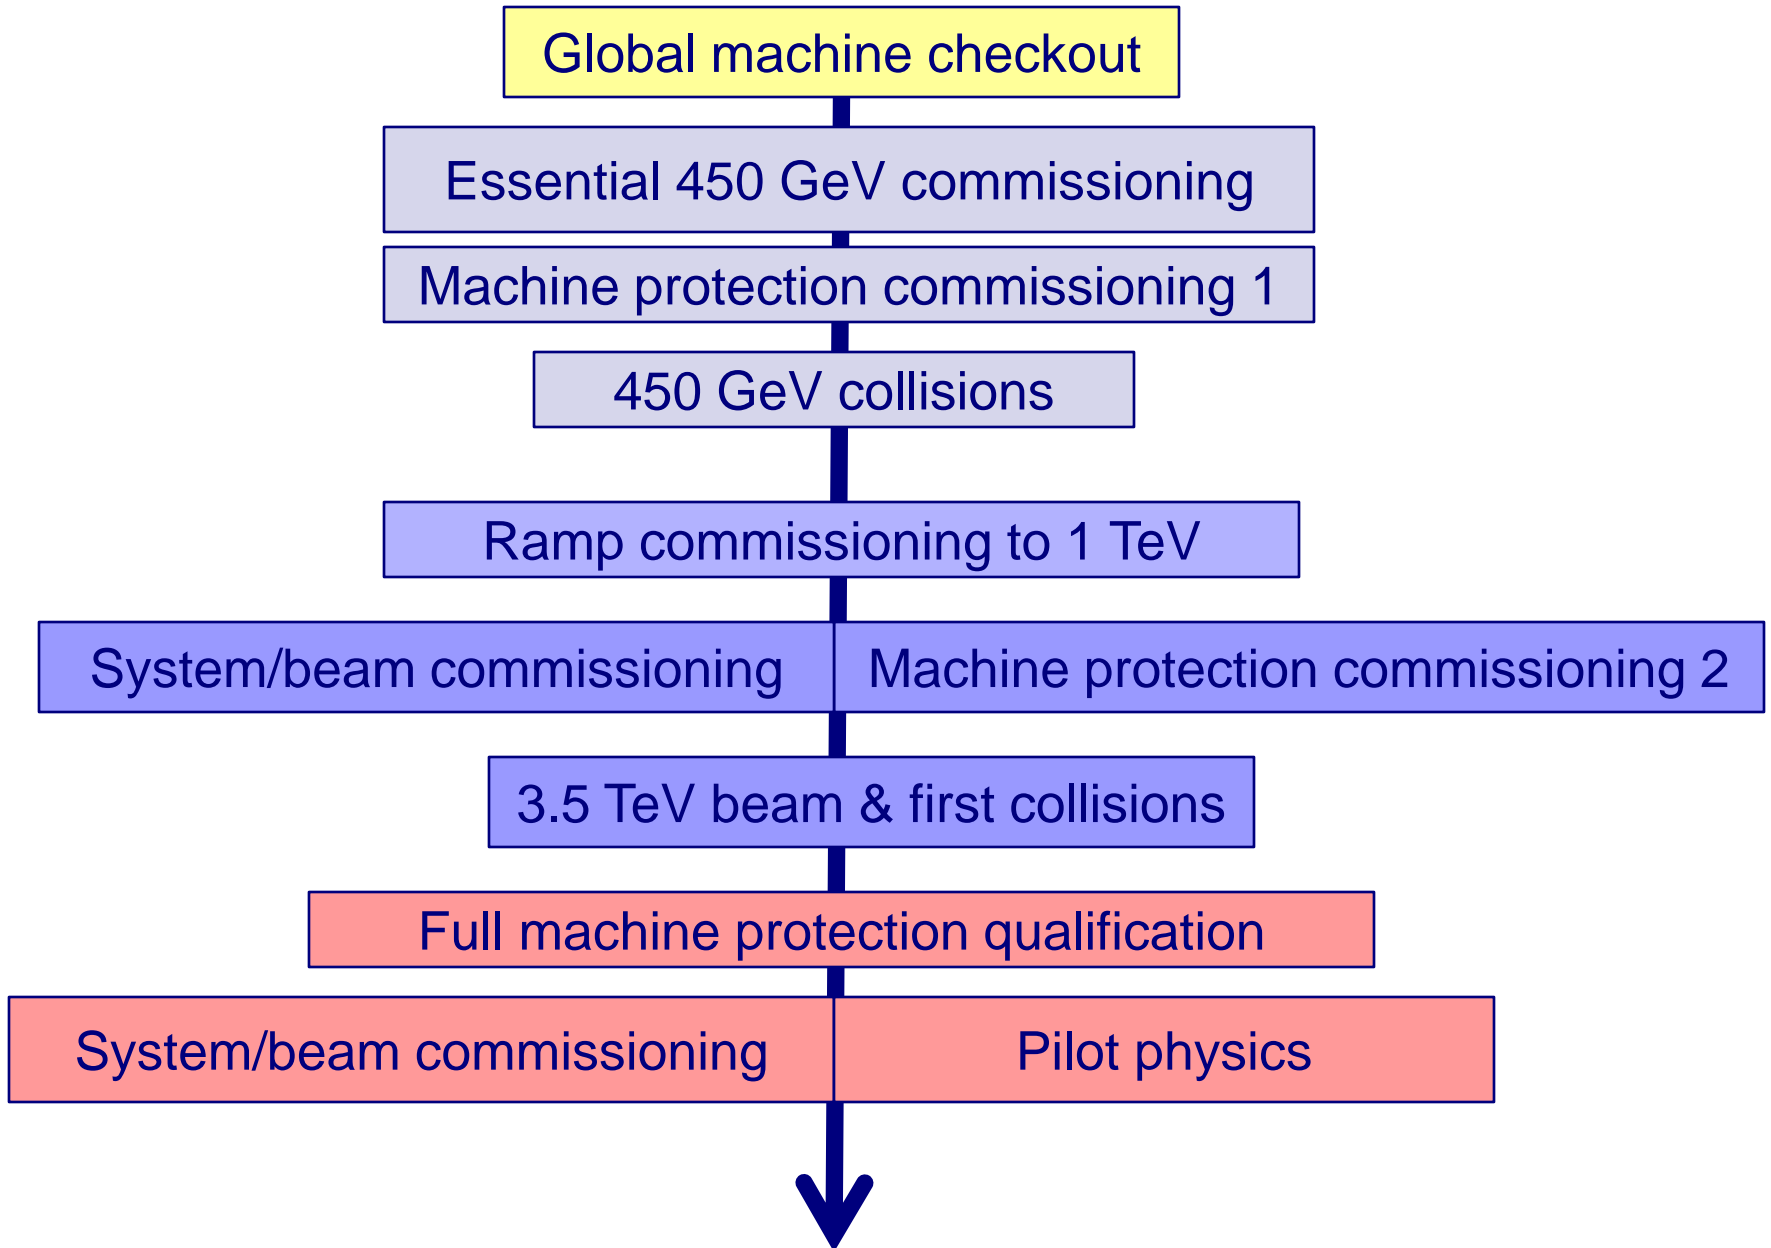 Global machine checkout
Essential 450 GeV commissioning
Machine protection commissioning 1
450 GeV collisions
Ramp commissioning to 1 TeV
System/beam commissioning
Machine protection commissioning 2
3.5 TeV beam & first collisions
Full machine protection qualification
System/beam commissioning
Pilot physics